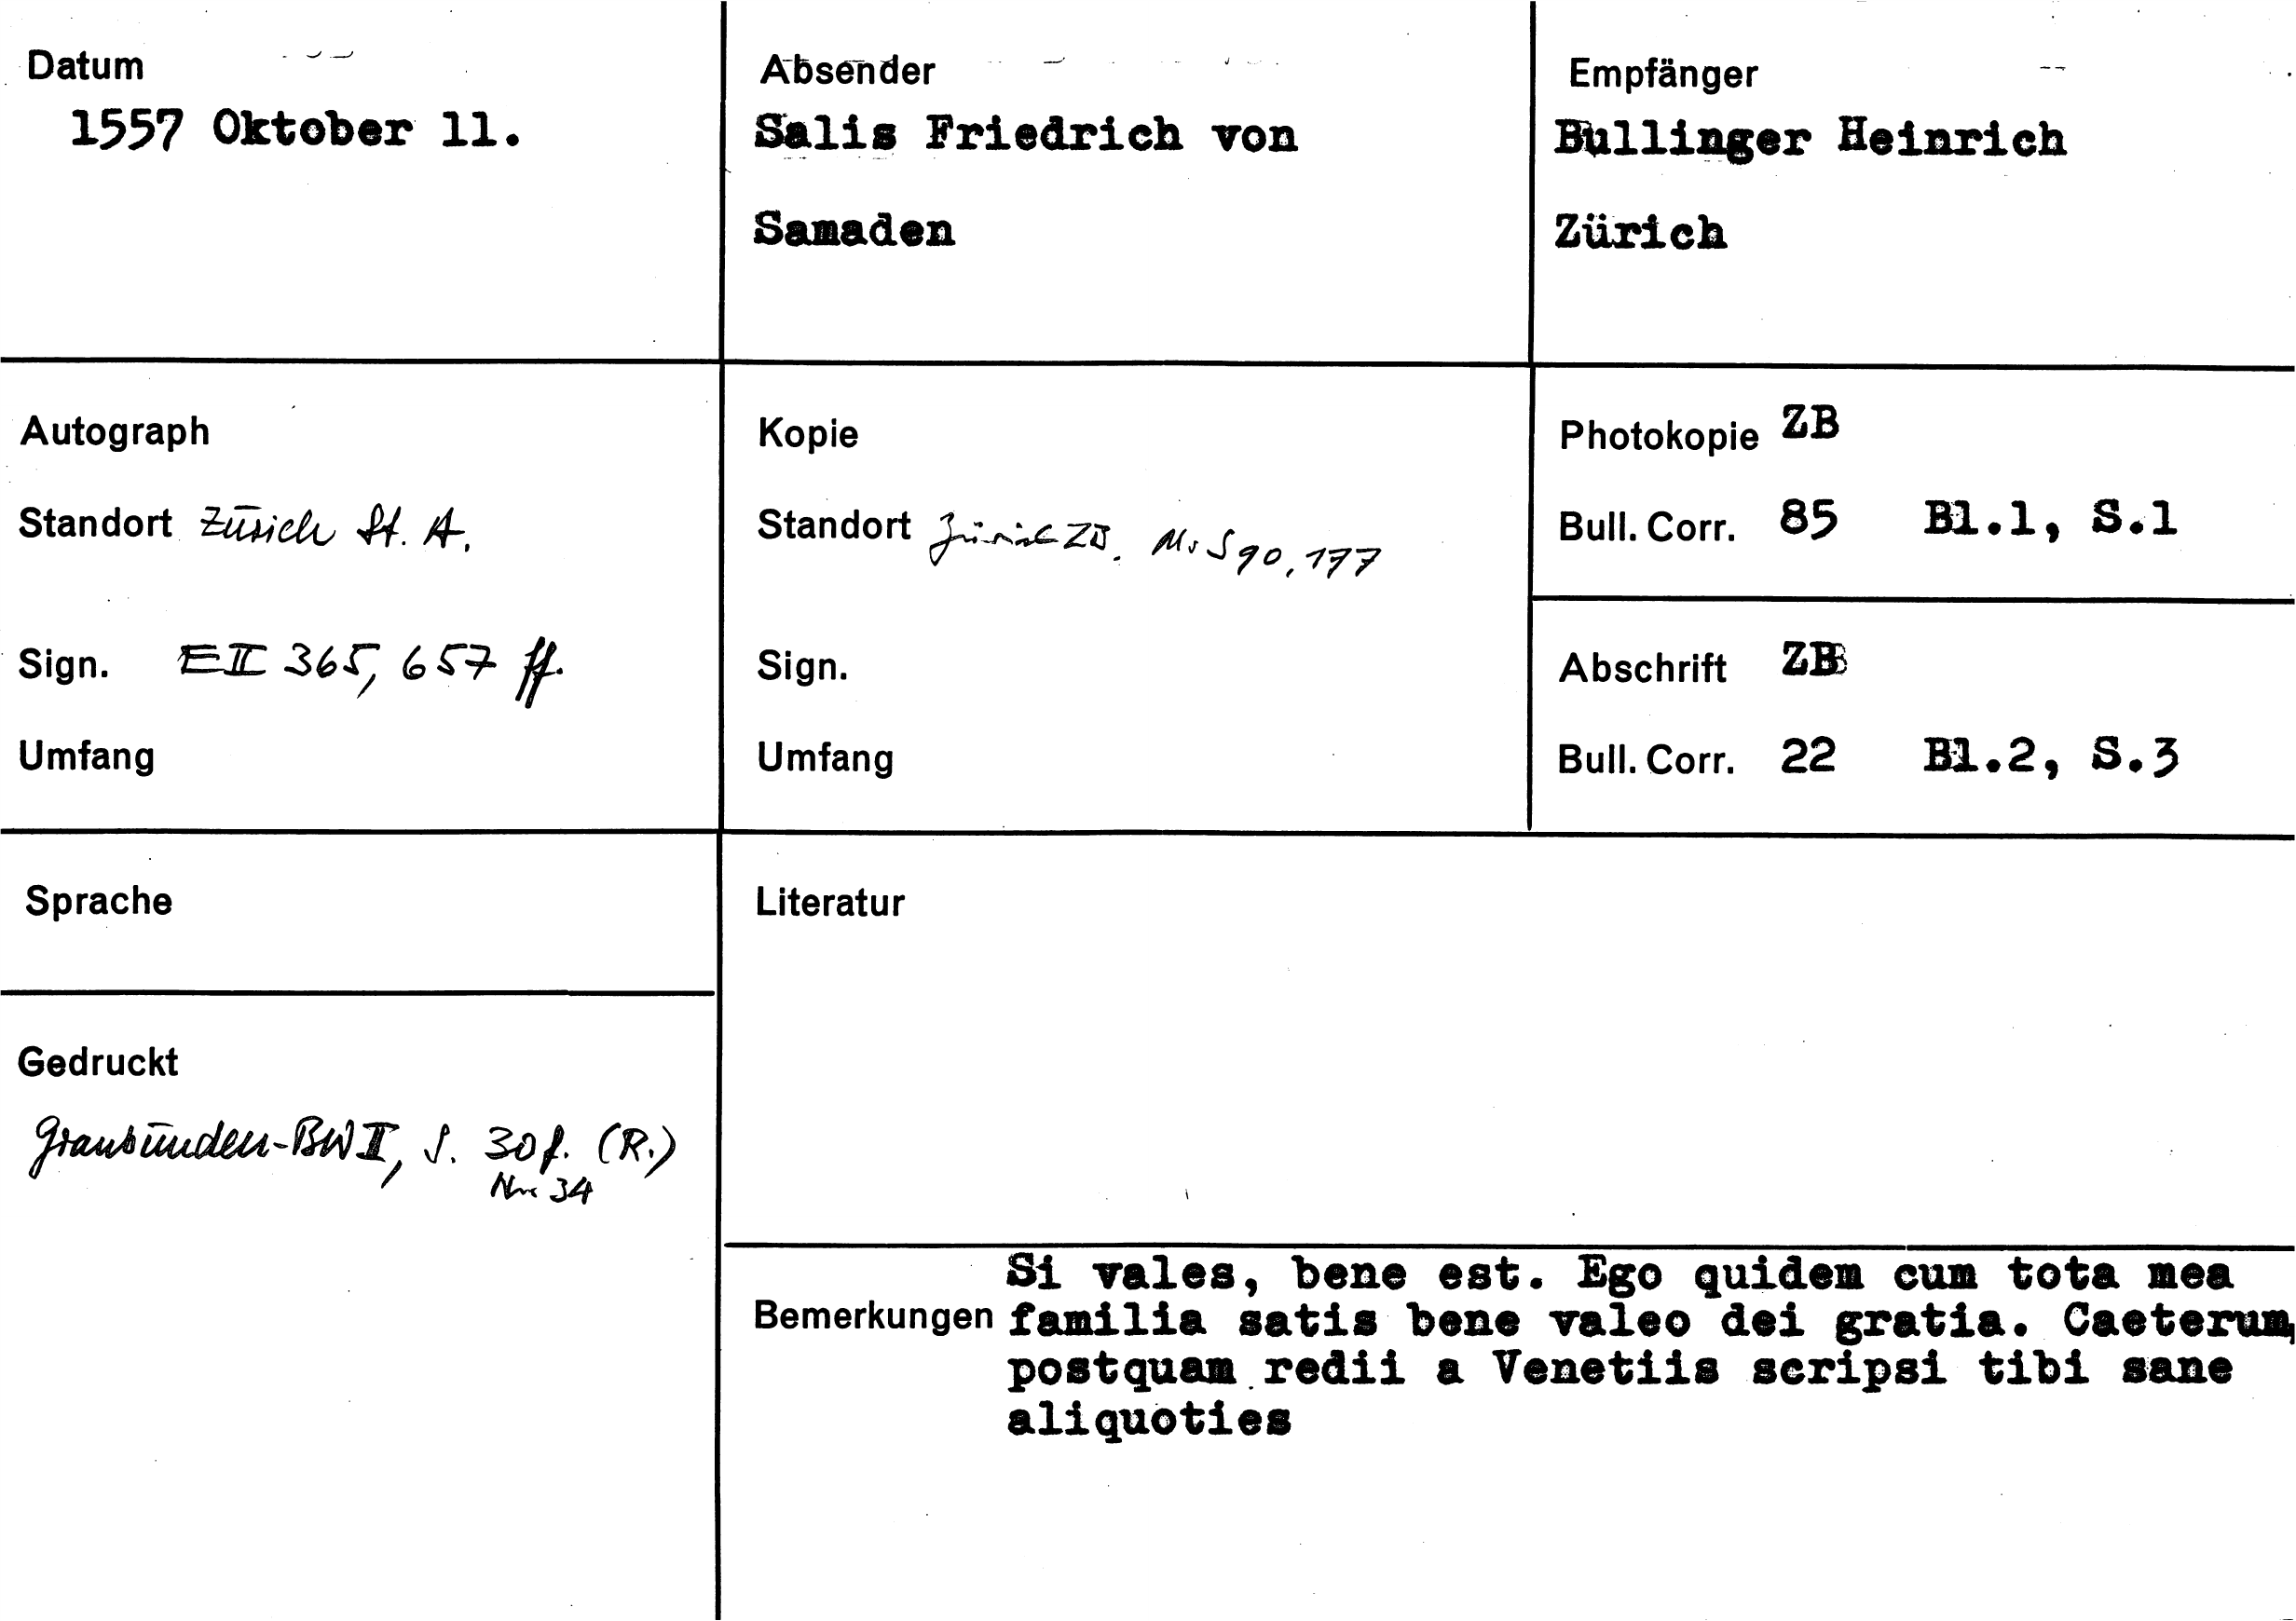 Datum
1557 Oktober 11.
Absender
Salis Friedrich von
Samaden
Empfänger
Bullinger Heinrich
Zürich
Autograph
Standort Zürich St. A.
Sign. E II 365, 657 ff.
Umfang
Kopie
Standort Zürich ZB. Ms S 90, 177
Sign.
Umfang
Photokopie ZB
Bull. Corr. 85 Bl.1, S.1
Abschrift ZB
Bull. Corr. 22 Bl.2, S.3
Sprache
Gedruckt
Graubünden-BW II, S. 30 f. (R.)
Nr 34
Literatur
Bemerkungen
Si vales, bene est. Ego quidem cum tota mea
familia satis bene valeo dei gratia. Caeterum,
postquam redii a Venetiis scripsi tibi sane
aliquoties